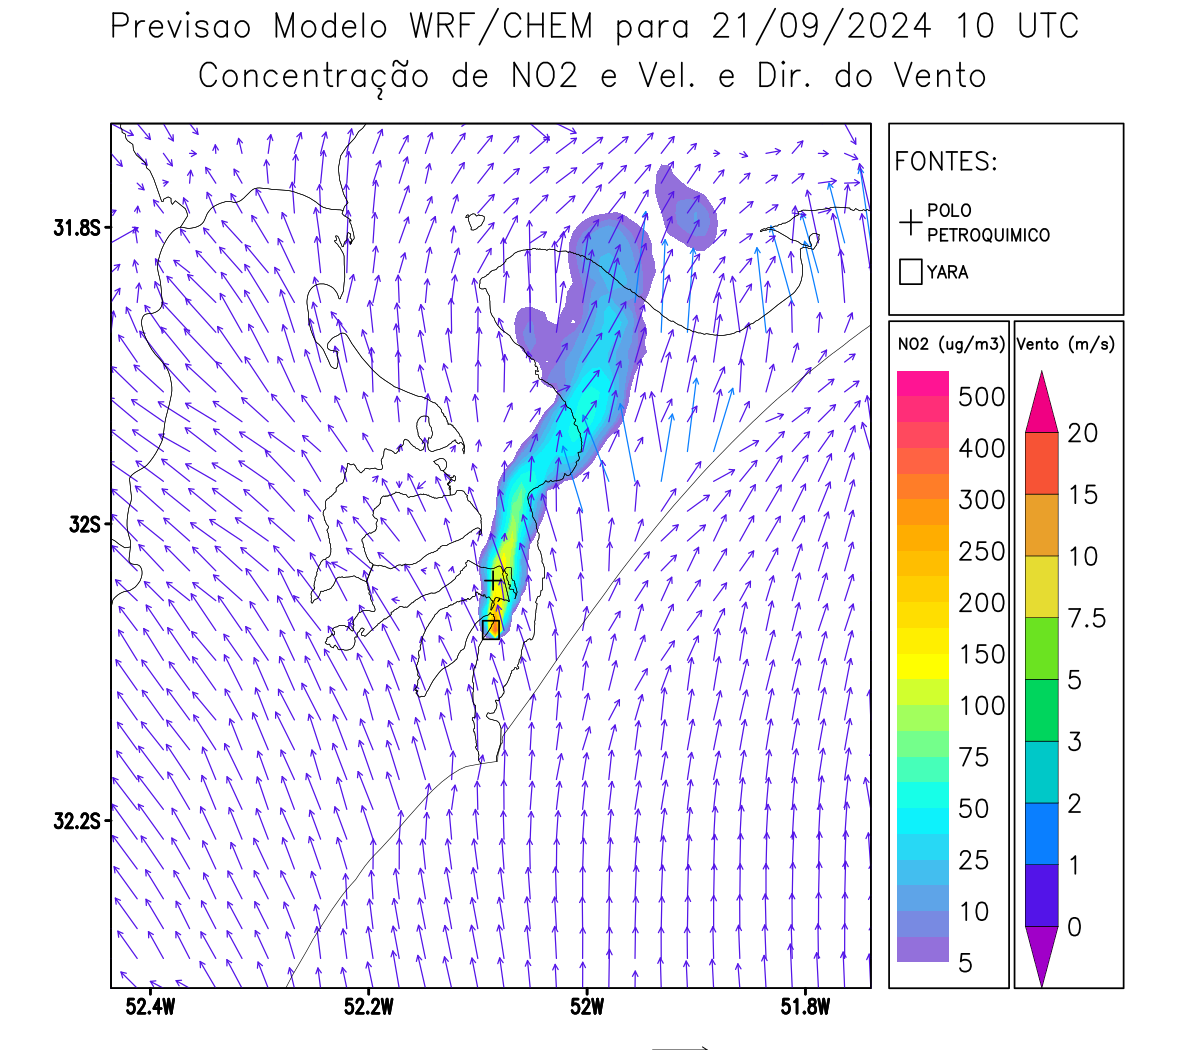 Previsao Modelo WRF/CHEM para 21/09/2024 10 UTC
Concentração de NO2 e Vel. e Dir. do Vento
FONTES:
POLO
PETROQUIMICO
YARA
NO2 (ug/m3)
500
400
300
250
200
150
100
75
50
25
10
5
Vento (m/s)
20
15
10
7.5
5
3
2
1
0
31.8S
32S
32.2S
52.4W
52.2W
52W
51.8W